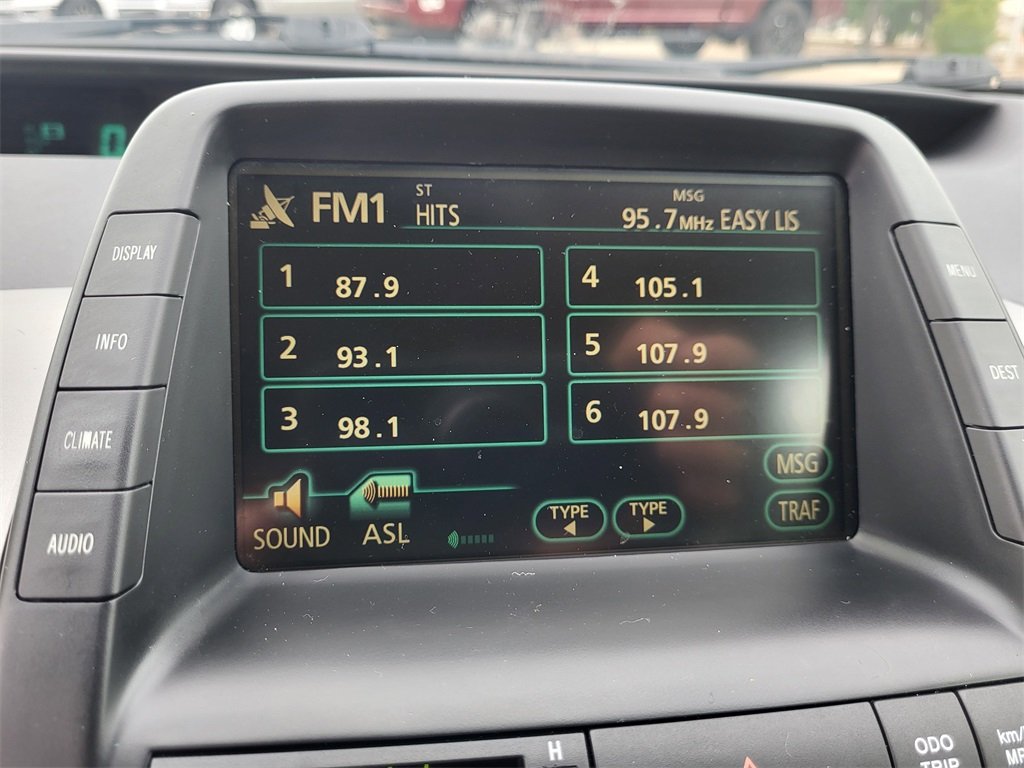 P 0
FM1 ST HITS MSG 95.7MHz EASY LIS
DISPLAY
INFO
CLIMATE
AUDIO
1 87.9
2 93.1
3 98.1
4 105.1
5 107.9
6 107.9
SOUND
ASL
TYPE
TYPE
MSG
TRAF
MENU
DEST
H
ODO
TRIP
km/